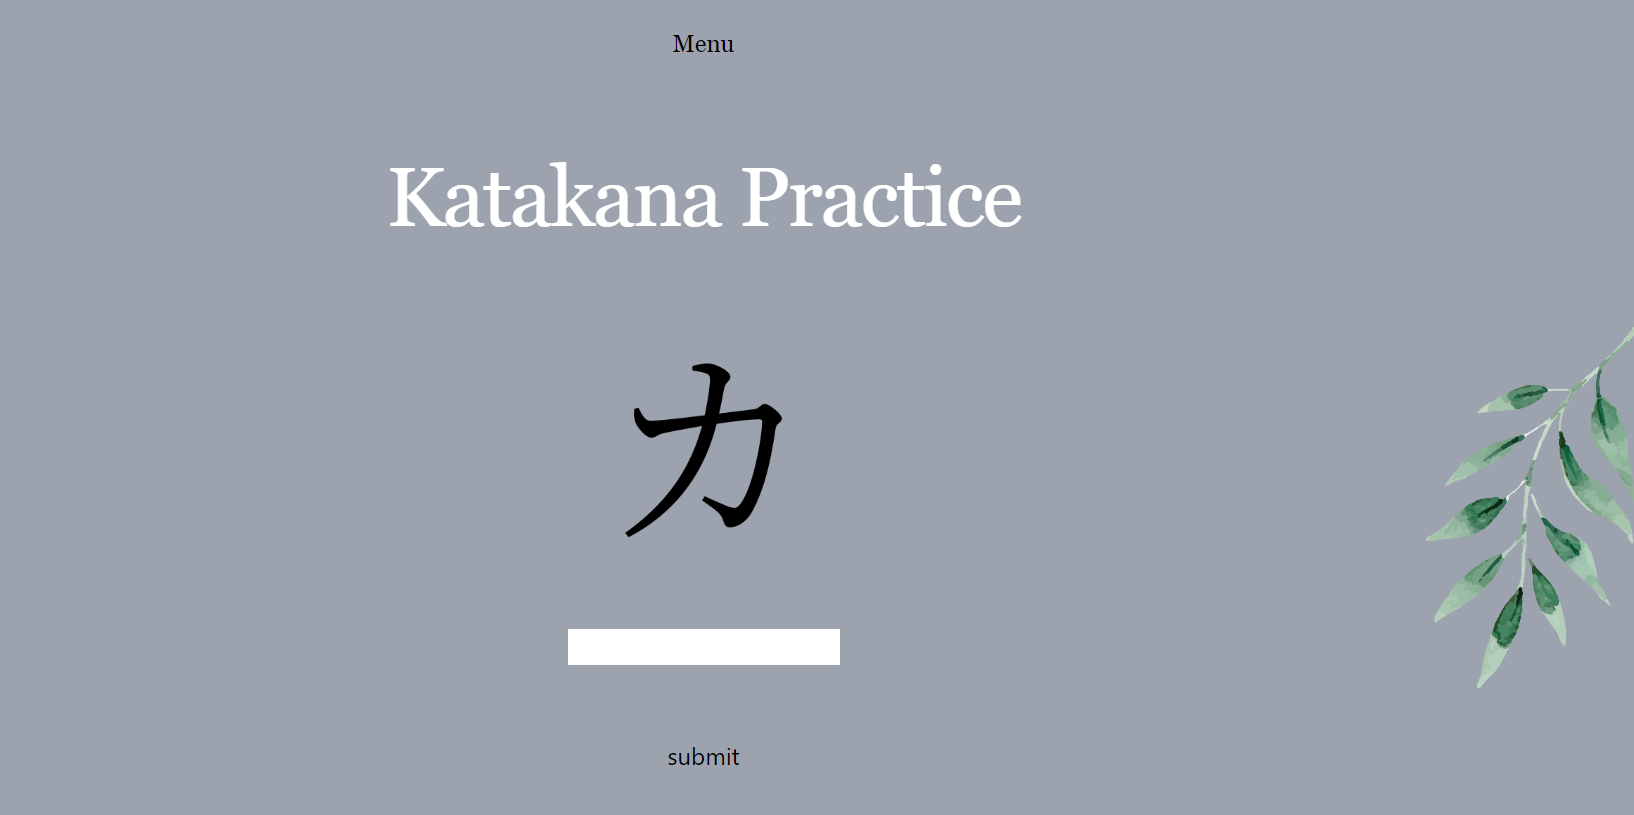 Menu
Katakana Practice
カ
submit